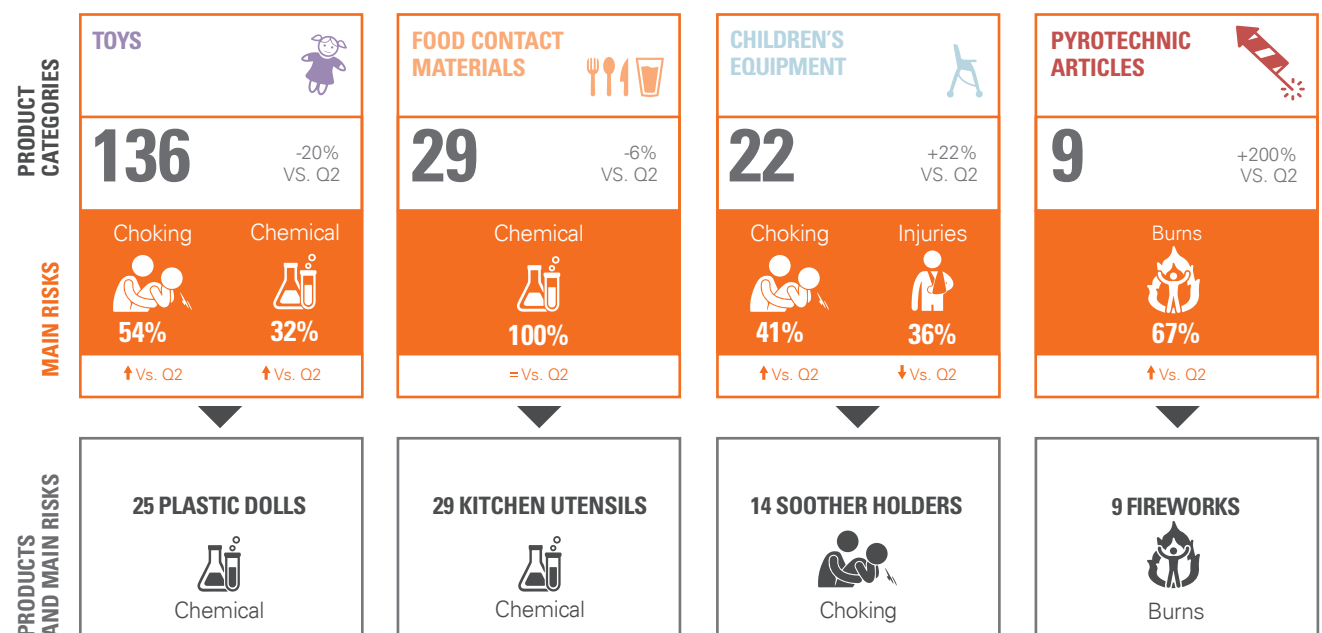 PRODUCT
CATEGORIES
TOYS
136
-20%
VS. Q2
FOOD CONTACT
MATERIALS
29
-6%
VS. Q2
CHILDREN'S
EQUIPMENT
22
+22%
VS. Q2
PYROTECHNIC
ARTICLES
9
+200%
VS. Q2
MAIN RISKS
Choking
54%
Vs. Q2
Chemical
32%
Vs. Q2
Chemical
100%
= Vs. Q2
Choking
41%
Vs. Q2
Injuries
36%
Vs. Q2
Burns
67%
Vs. Q2
PRODUCTS
AND MAIN RISKS
25 PLASTIC DOLLS
Chemical
29 KITCHEN UTENSILS
Chemical
14 SOOTHER HOLDERS
Choking
9 FIREWORKS
Burns